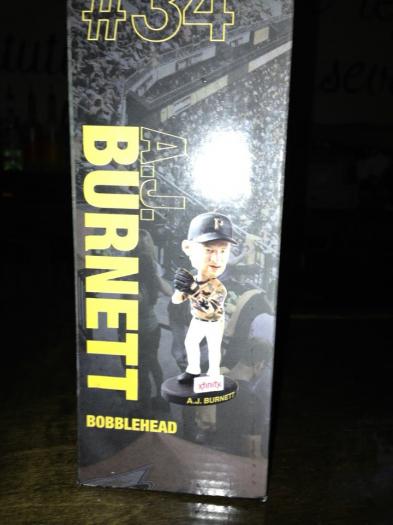 #34
A.J.
BURNETT
P
xfinity
A.J. BURNETT
BOBBLEHEAD